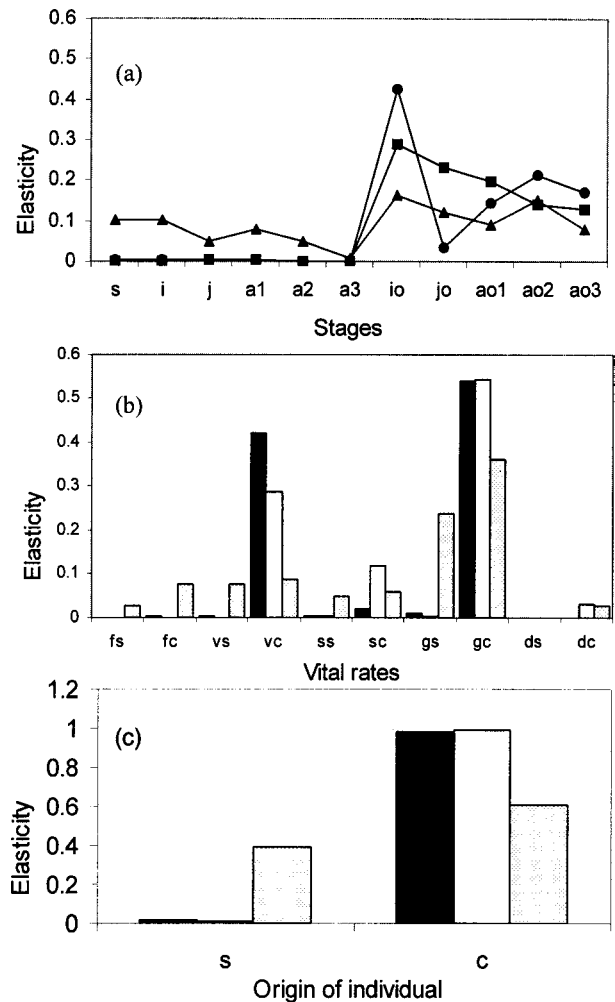 0.6
(a)
0.5
0.4
0.3
0.2
0.1
0
Elasticity
s i j a1 a2 a3 io jo ao1 ao2 ao3
Stages
0.6
(b)
0.5
0.4
0.3
0.2
0.1
0
Elasticity
fs fc vs vc ss sc gs gc ds dc
Vital rates
1.2
(c)
1
0.8
0.6
0.4
0.2
0
Elasticity
s c
Origin of individual